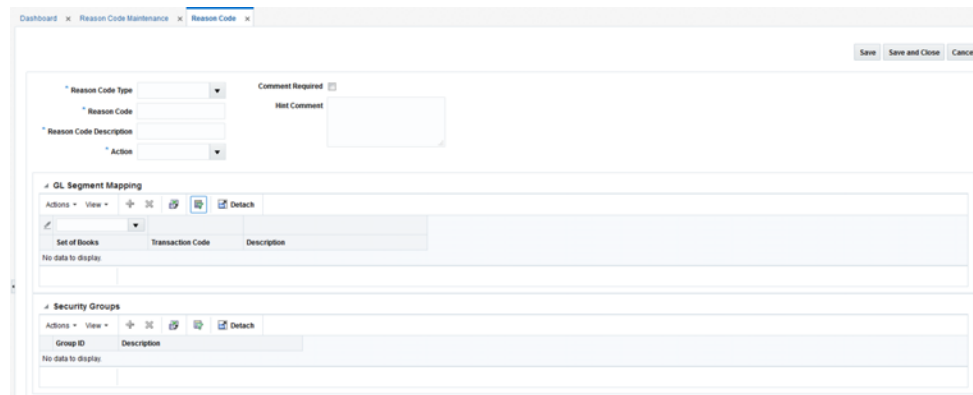 Dashboard × Reason Code Maintenance × Reason Code ×
Save Save and Close Cance
* Reason Code Type
Comment Required
* Reason Code
Hint Comment
* Reason Code Description
* Action
GL Segment Mapping
Actions View Detach
Set of Books Transaction Code Description
No data to display.
Security Groups
Actions View Detach
Group ID Description
No data to display.